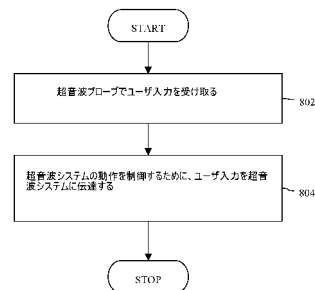 START
超音波プローブでユーザ入力を受け取る
802
超音波システムの動作を制御するために、ユーザ入力を超音
波システムに伝達する
804
STOP